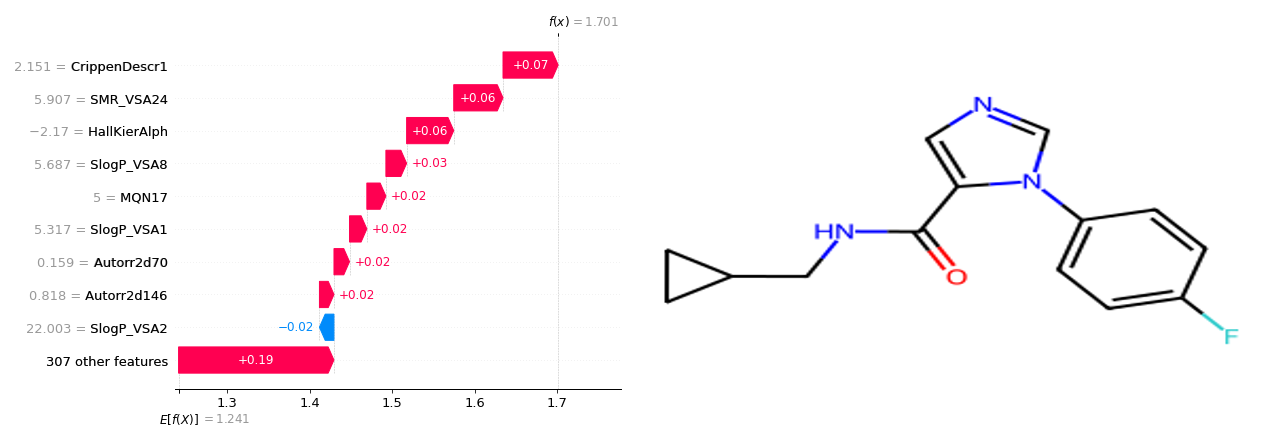 f(x) = 1.701
2.151 = CrippenDescr1 +0.07
5.907 = SMR_VSA24 +0.06
−2.17 = HallKierAlph +0.06
5.687 = SlogP_VSA8 +0.03
5 = MQN17 +0.02
5.317 = SlogP_VSA1 +0.02
0.159 = Autorr2d70 +0.02
0.818 = Autorr2d146 +0.02
22.003 = SlogP_VSA2 −0.02
307 other features +0.19
1.3 1.4 1.5 1.6 1.7
E[f(X)] = 1.241
N
N
HN
O
F